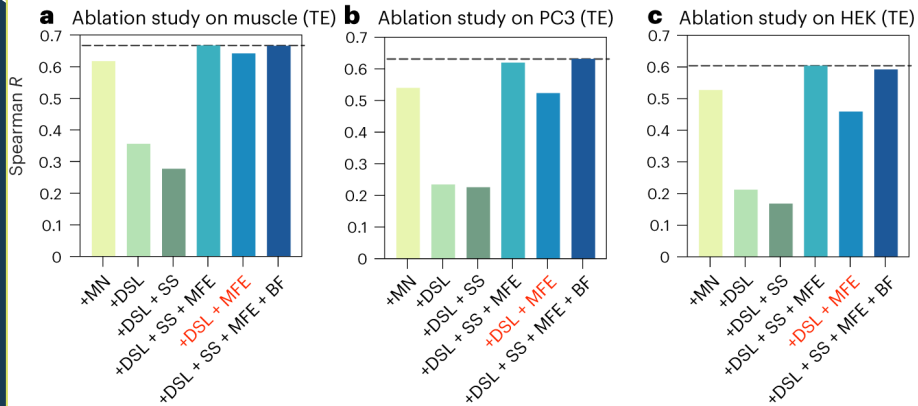 a Ablation study on muscle (TE)
Spearman R
0.7
0.6
0.5
0.4
0.3
0.2
0.1
0
+MN
+DSL
+DSL + SS
+DSL + SS + MFE
+DSL + MFE
+DSL + SS + MFE + BF
b Ablation study on PC3 (TE)
0.7
0.6
0.5
0.4
0.3
0.2
0.1
0
+MN
+DSL
+DSL + SS
+DSL + SS + MFE
+DSL + MFE
+DSL + SS + MFE + BF
c Ablation study on HEK (TE)
0.7
0.6
0.5
0.4
0.3
0.2
0.1
0
+MN
+DSL
+DSL + SS
+DSL + SS + MFE
+DSL + MFE
+DSL + SS + MFE + BF